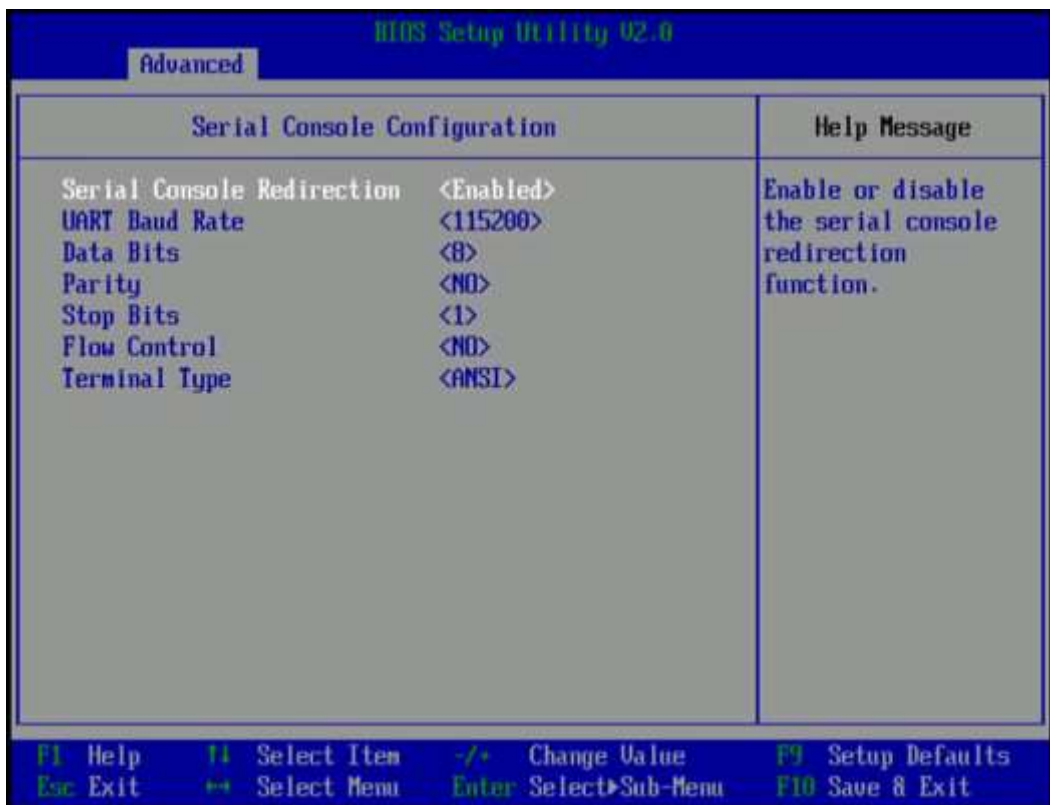 BIOS Setup Utility V2.0
Advanced
Serial Console Configuration
Help Message
Serial Console Redirection <Enabled>
UART Baud Rate <115200>
Data Bits <8>
Parity <NO>
Stop Bits <1>
Flow Control <NO>
Terminal Type <ANSI>
Enable or disable
the serial console
redirection
function.
F1 Help ↑↓ Select Item -/+ Change Value F9 Setup Defaults
Esc Exit ←→ Select Menu Enter Select▶Sub-Menu F10 Save & Exit